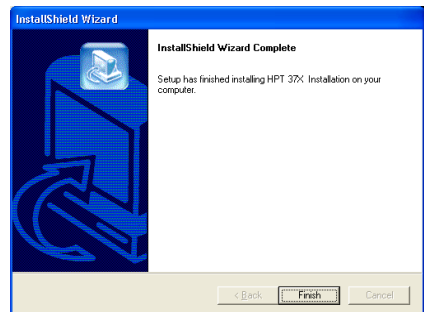 InstallShield Wizard
InstallShield Wizard Complete
Setup has finished installing HPT 37X Installation on your
computer.
< Back
Finish
Cancel